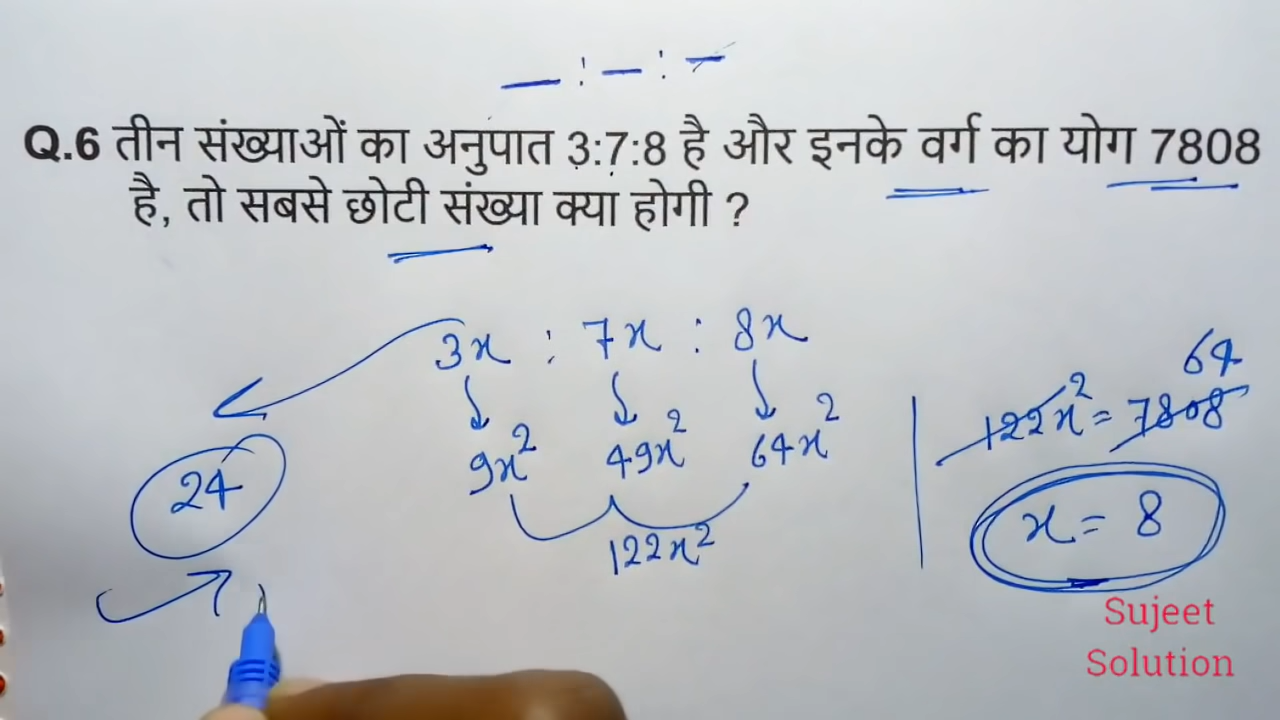 — : — : —
Q.6 तीन संख्याओं का अनुपात 3:7:8 है और इनके वर्ग का योग 7808
है, तो सबसे छोटी संख्या क्या होगी ?
3x : 7x : 8x
9x² 49x² 64x²
122x²
24
64
122x² = 7808
x = 8
Sujeet
Solution